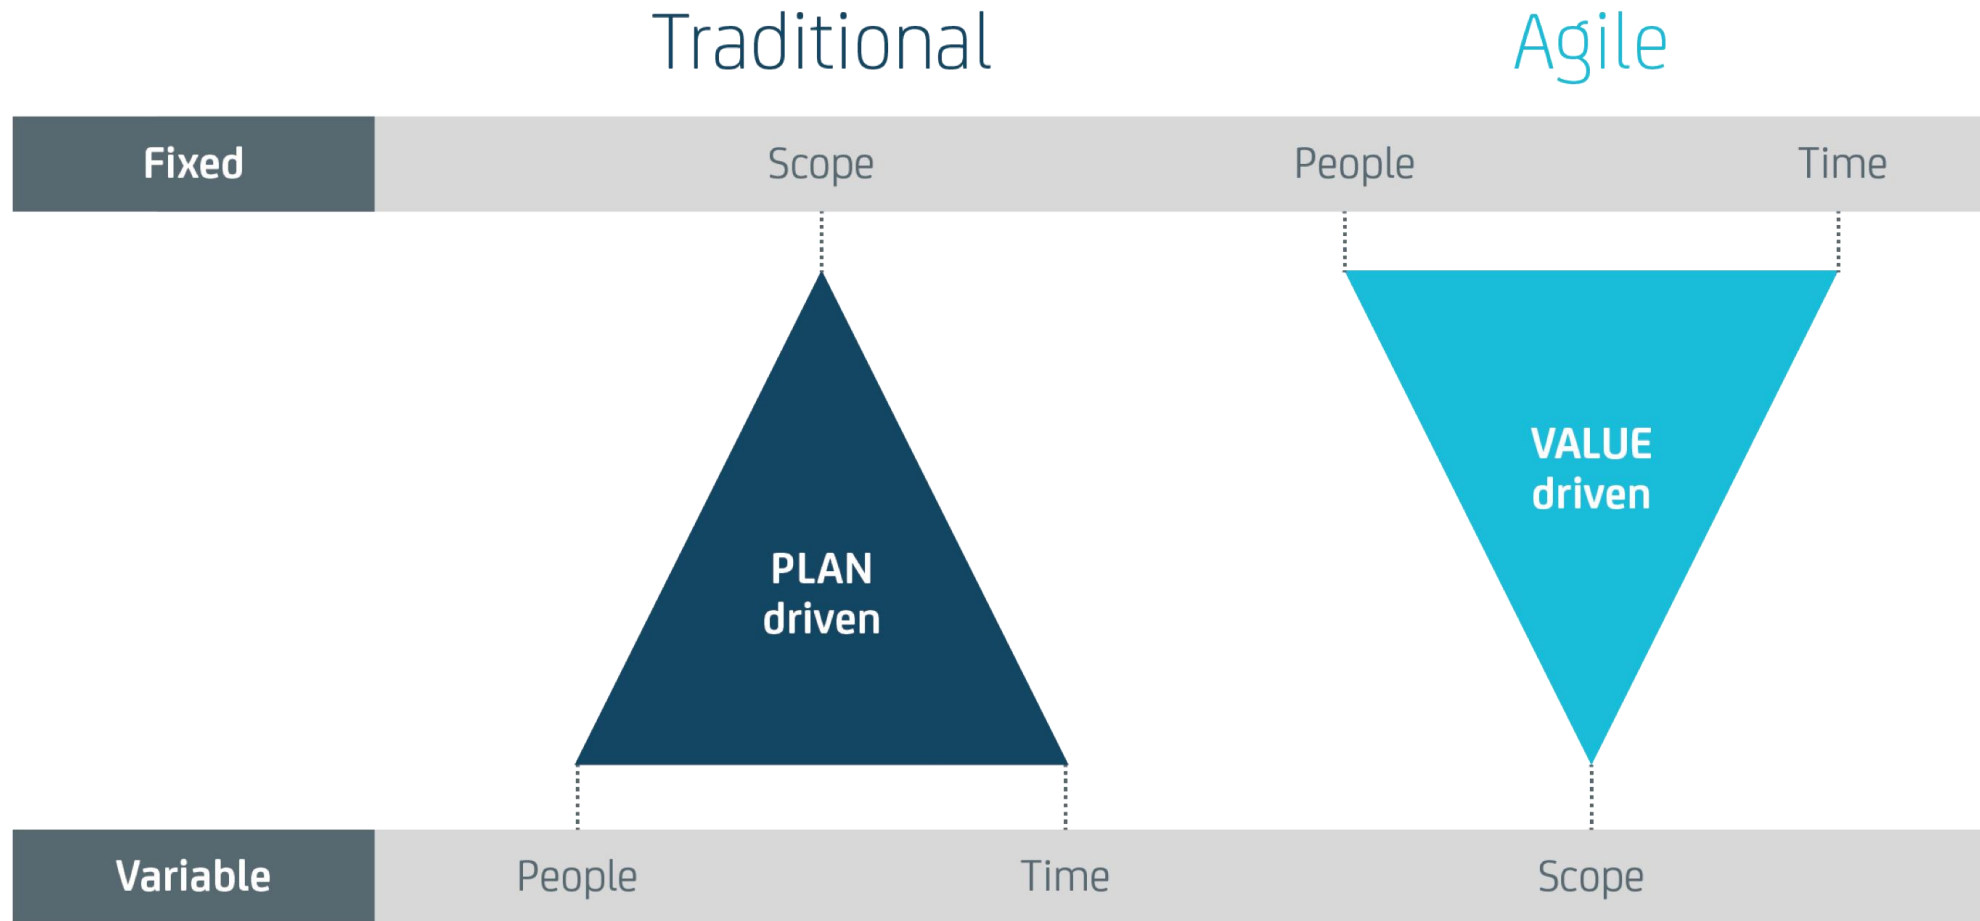 Traditional
Agile
Fixed
Scope
People
Time
PLAN
driven
VALUE
driven
Variable
People
Time
Scope